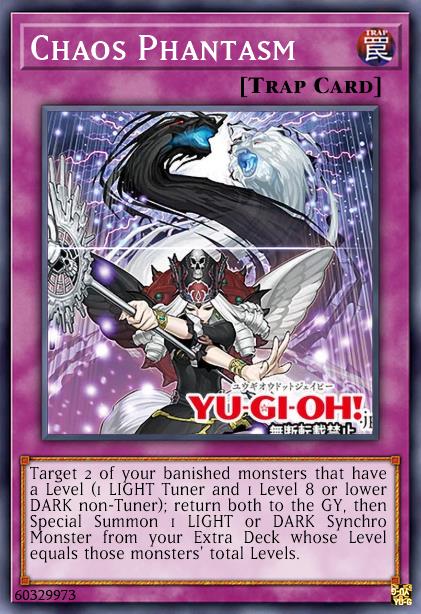 Chaos Phantasm
TRAP
罠
[Trap Card]
ユウギオウドットジェイピー
YU-GI-OH!
無断転載禁止
Target 2 of your banished monsters that have
a Level (1 LIGHT Tuner and 1 Level 8 or lower
DARK non-Tuner); return both to the GY, then
Special Summon 1 LIGHT or DARK Synchro
Monster from your Extra Deck whose Level
equals those monsters' total Levels.
60329973